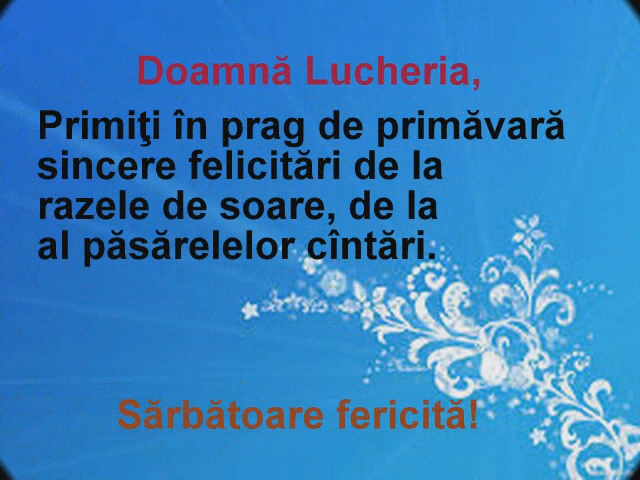 Doamnă Lucheria,
Primiţi în prag de primăvară
sincere felicitări de la
razele de soare, de la
al păsărelelor cîntări.
Sărbătoare fericită!